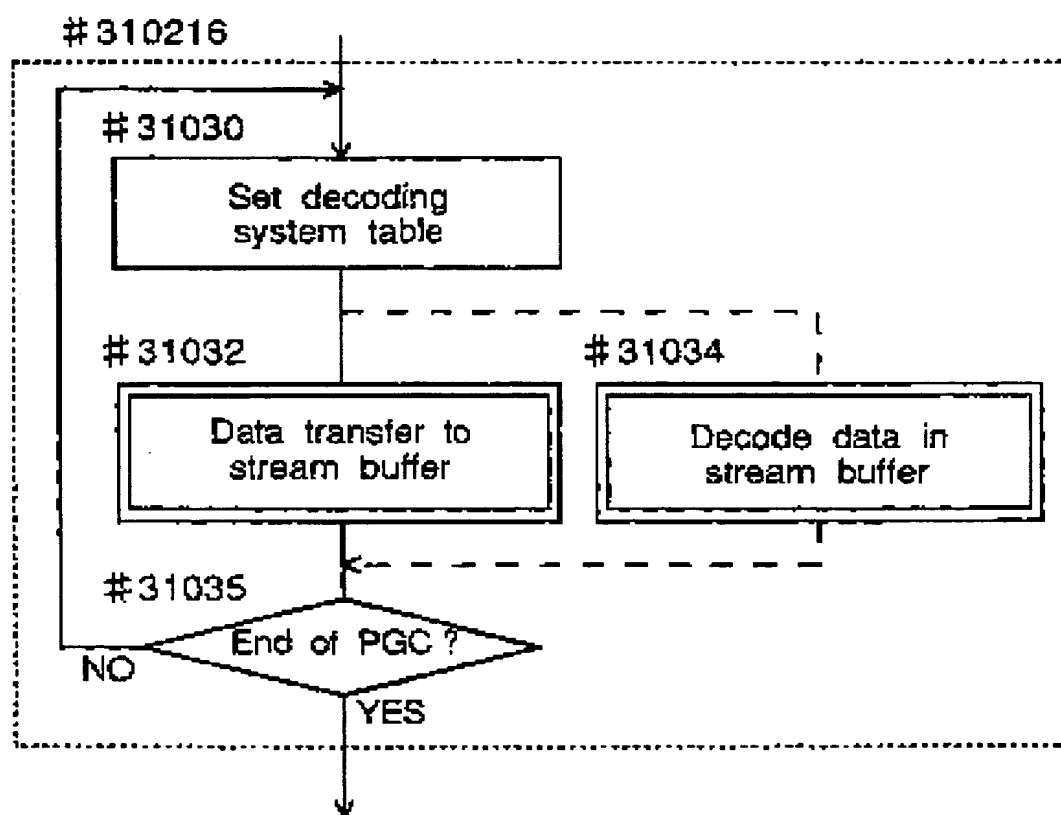 #310216
#31030
Set decoding
system table
#31032
#31034
Data transfer to
stream buffer
Decode data in
stream buffer
#31035
End of PGC?
NO
YES